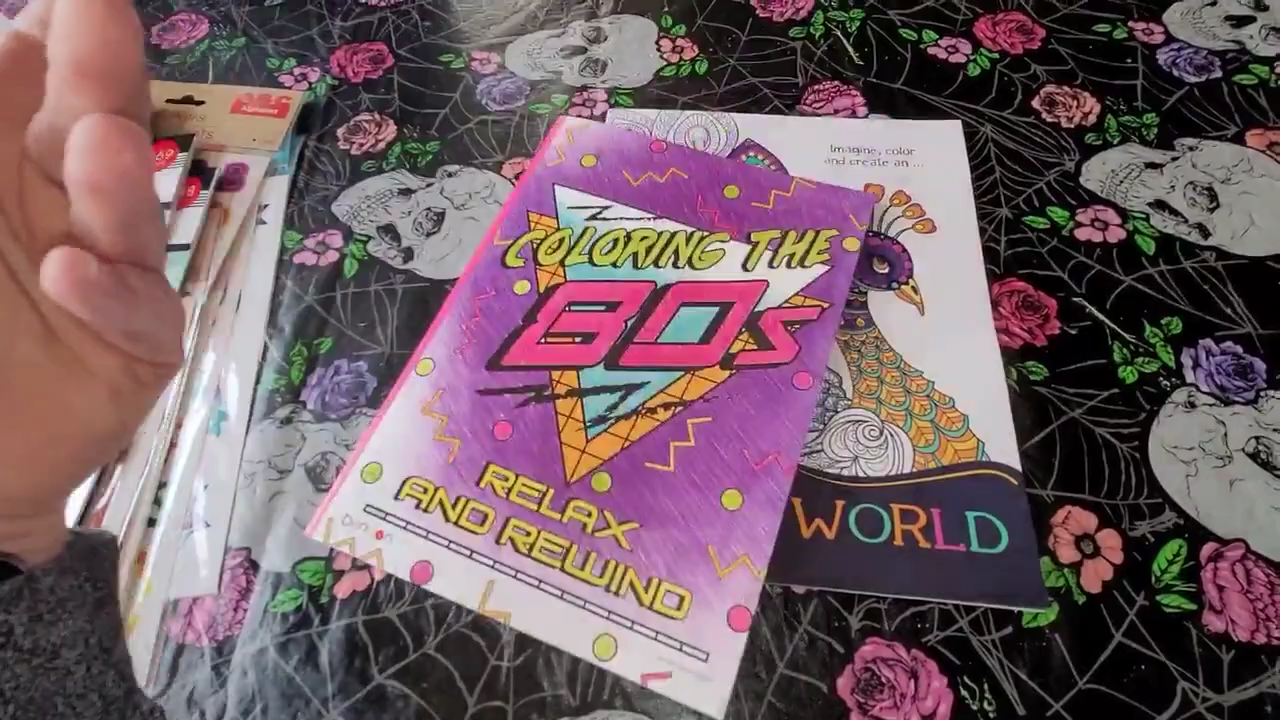 Imagine, color
and create an ...
COLORING THE
80s
RELAX
AND REWIND
WORLD